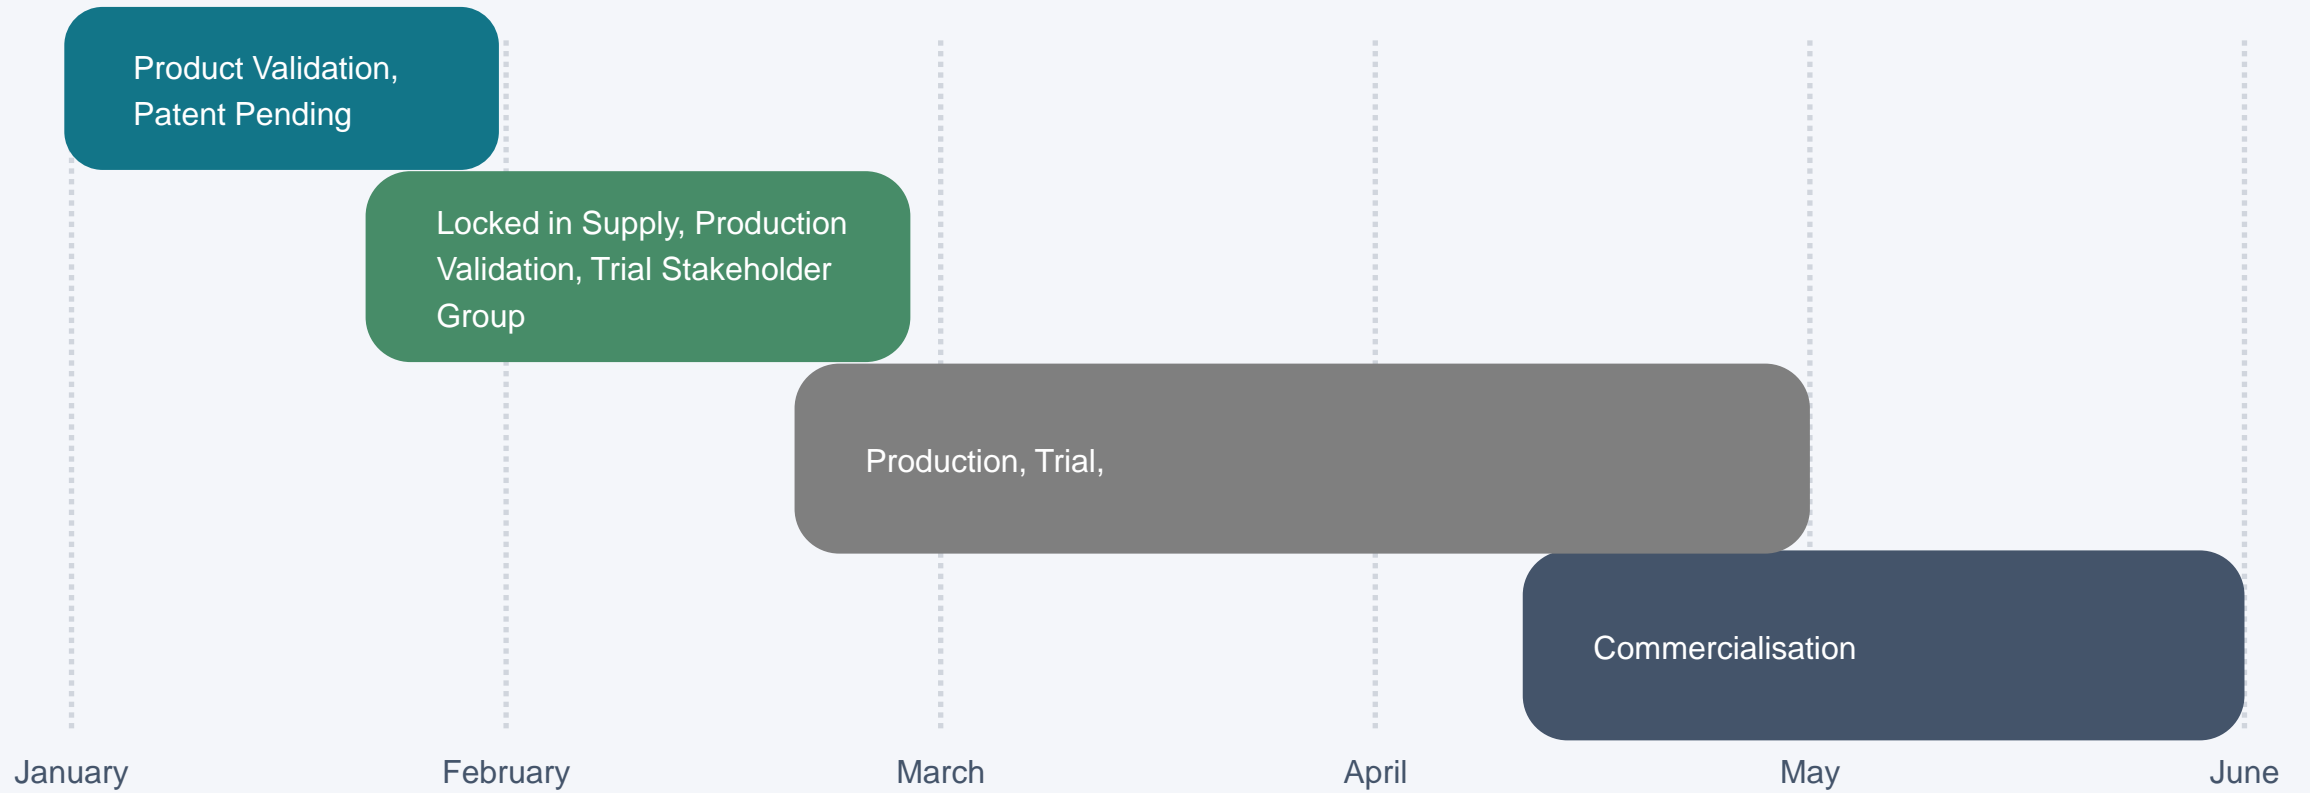 Product Validation,
Patent Pending
Locked in Supply, Production
Validation, Trial Stakeholder
Group
Production, Trial,
Commercialisation
January
February
March
April
May
June